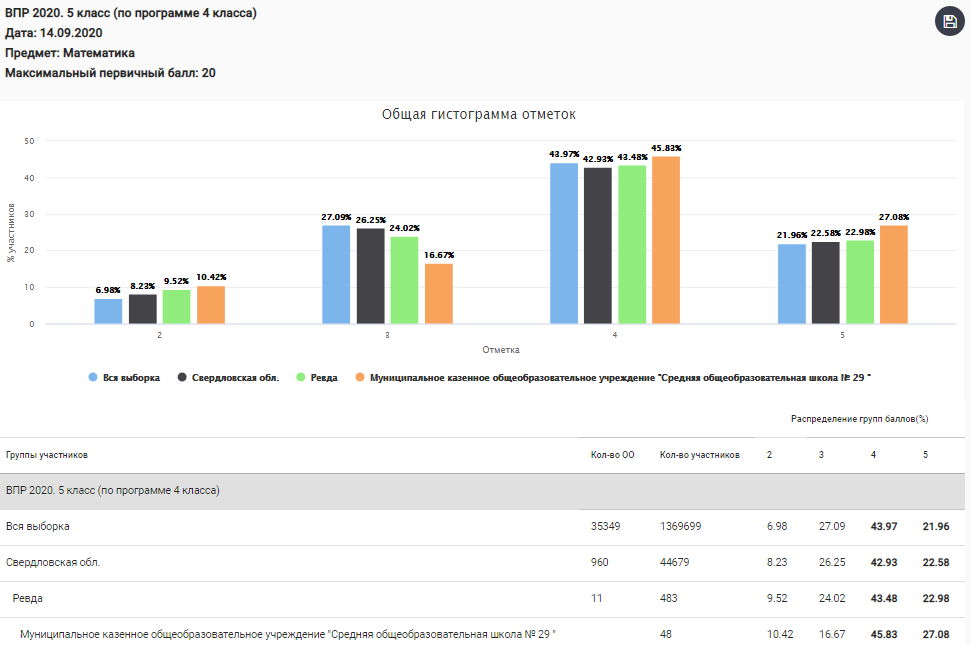 ВПР 2020. 5 класс (по программе 4 класса)
Дата: 14.09.2020
Предмет: Математика
Максимальный первичный балл: 20
Общая гистограмма отметок
50
40
30
20
10
0
% участников
6.98% 8.23% 9.52% 10.42%
27.09% 26.25% 24.02% 16.67%
43.97% 42.93% 43.48% 45.83%
21.96% 22.58% 22.98% 27.08%
2 3 4 5
Отметка
Вся выборка Свердловская обл. Ревда Муниципальное казенное общеобразовательное учреждение "Средняя общеобразовательная школа № 29 "
Распределение групп баллов(%)
Группы участников Кол-во ОО Кол-во участников 2 3 4 5
ВПР 2020. 5 класс (по программе 4 класса)
Вся выборка 35349 1369699 6.98 27.09 43.97 21.96
Свердловская обл. 960 44679 8.23 26.25 42.93 22.58
Ревда 11 483 9.52 24.02 43.48 22.98
Муниципальное казенное общеобразовательное учреждение "Средняя общеобразовательная школа № 29 " 48 10.42 16.67 45.83 27.08